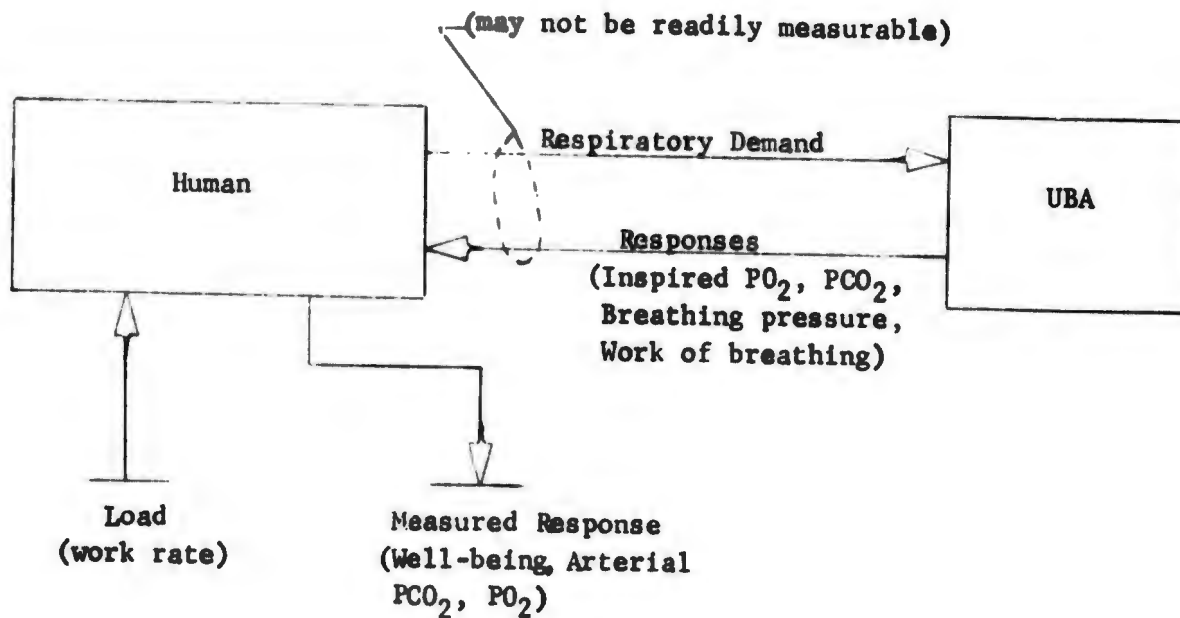 (may not be readily measurable)
Respiratory Demand
Human
UBA
Responses
(Inspired PO2, PCO2,
Breathing pressure,
Work of breathing)
Load
(work rate)
Measured Response
(Well-being, Arterial
PCO2, PO2)